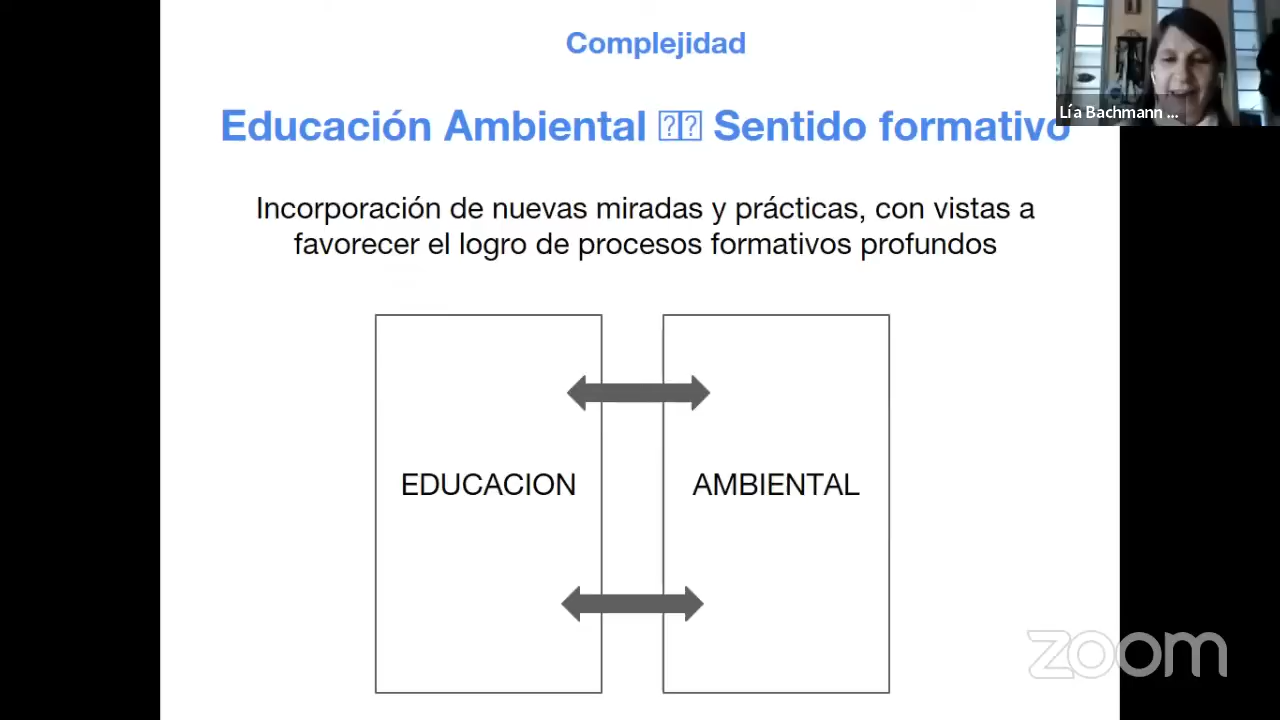 Complejidad
Lía Bachmann ...
Educación Ambiental ⍰⍰ Sentido formativo
Incorporación de nuevas miradas y prácticas, con vistas a
favorecer el logro de procesos formativos profundos
EDUCACION
AMBIENTAL
zoom